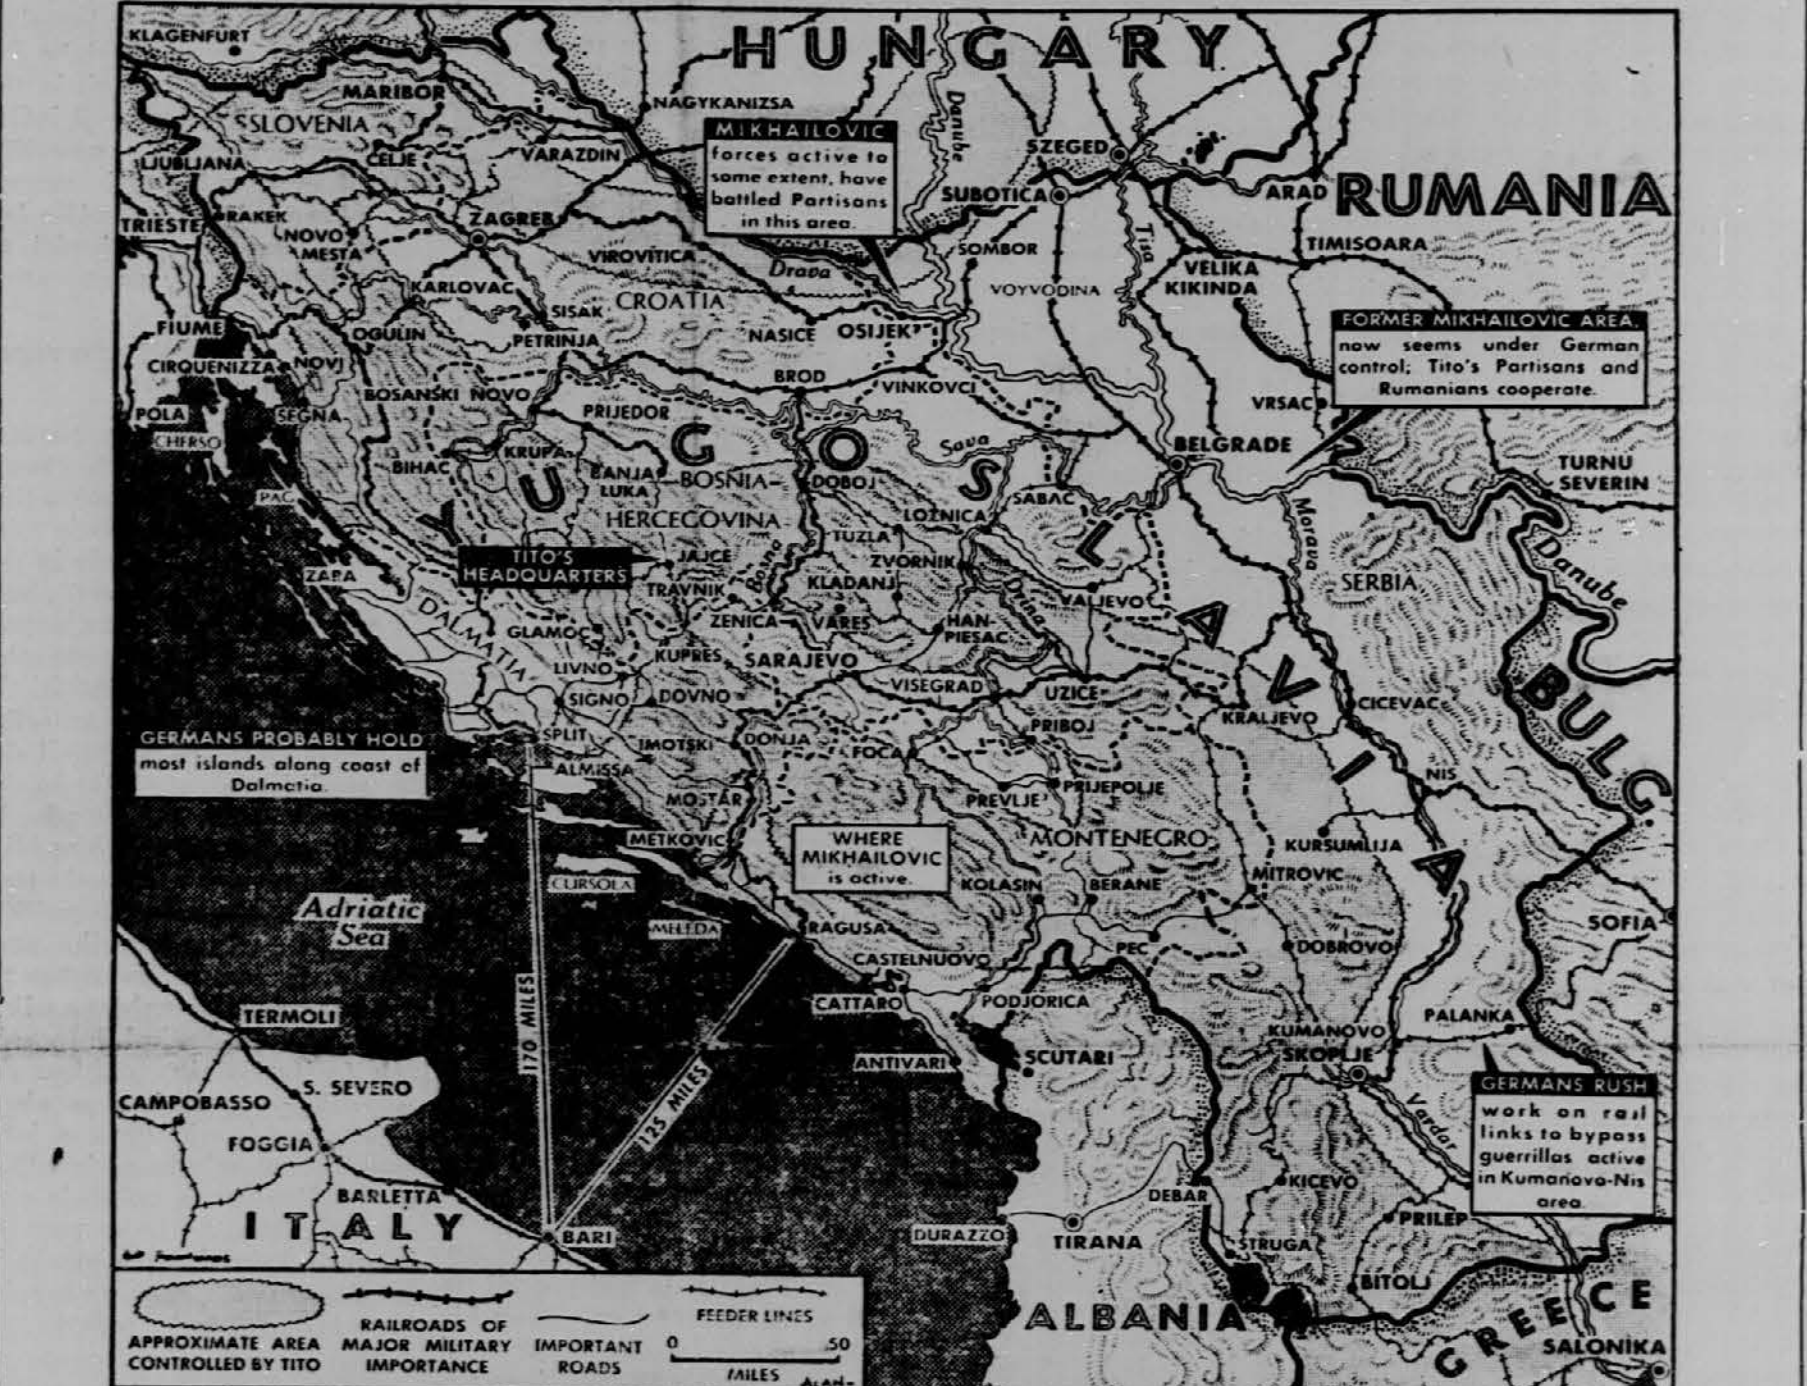 HUNGARY
KLAGENFURT
MARIBOR
NAGYKANIZSA
SSLOVENIA
CELJE
VARAZDIN
LJUBLJANA
MIKHAILOVIC
forces active to
some extent, have
battled Partisans
in this area.
Danube
SZEGED
SUBOTICA
ARAD
RUMANIA
TRIESTE
RAKEK
NOVO
MESTA
ZAGREB
VIROVITICA
Drava
SOMBOR
Tisa
TIMISOARA
VELIKA
KIKINDA
KARLOVAC
SISAK
CROATIA
VOYVODINA
FIUME
OGULIN
PETRINJA
NASICE
OSIJEK
FORMER MIKHAILOVIC AREA,
now seems under German
control; Tito's Partisans and
Rumanians cooperate.
CIRQUENIZZA
NOVI
BOSANSKI NOVO
BROD
VINKOVCI
VRSAC
POLA
CHERSO
SEGNA
PRIJEDOR
YUGOSLAVIA
Sava
BELGRADE
TURNU
SEVERIN
BIHAC
KRUPA
BANJA
LUKA
BOSNIA-
HERCEGOVINA
DOBOJ
SABAC
LOZNICA
Morava
PAG
TUZLA
TITO'S
HEADQUARTERS
JAJCE
Bosna
ZVORNIK
KLADANJ
Drina
VALJEVO
SERBIA
Danube
ZARA
DALMATIA
TRAVNIK
ZENICA
VARES
HAN-
PIESAC
GLAMOC
LIVNO
KUPRES
SARAJEVO
VISEGRAD
UZICE
SIGNO
DOVNO
KRALJEVO
CICEVAC
BULG
GERMANS PROBABLY HOLD
most islands along coast of
Dalmatia.
SPLIT
IMOTSKI
DONJA
FOCA
PRIBOJ
ALMISSA
NIS
MOSTAR
PREVLJE
PRIJEPOLJE
METKOVIC
WHERE
MIKHAILOVIC
is active.
MONTENEGRO
KURSUMLIJA
MITROVIC
CURSOLA
KOLASIN
BERANE
Adriatic
Sea
MELEDA
RAGUSA
SOFIA
PEC
DOBROVO
CASTELNUOVO
CATTARO
PODJORICA
170 MILES
125 MILES
TERMOLI
PALANKA
KUMANOVO
SKOPLJE
ANTIVARI
SCUTARI
S. SEVERO
CAMPOBASSO
FOGGIA
Vardar
GERMANS RUSH
work on rail
links to bypass
guerrillas active
in Kumanovo-Nis
area.
BARLETTA
ITALY
BARI
DEBAR
KICEVO
PRILEP
DURAZZO
TIRANA
STRUGA
BITOLJ
ALBANIA
GREECE
SALONIKA
APPROXIMATE AREA
CONTROLLED BY TITO
RAILROADS OF
MAJOR MILITARY
IMPORTANCE
IMPORTANT
ROADS
FEEDER LINES
0 50
MILES